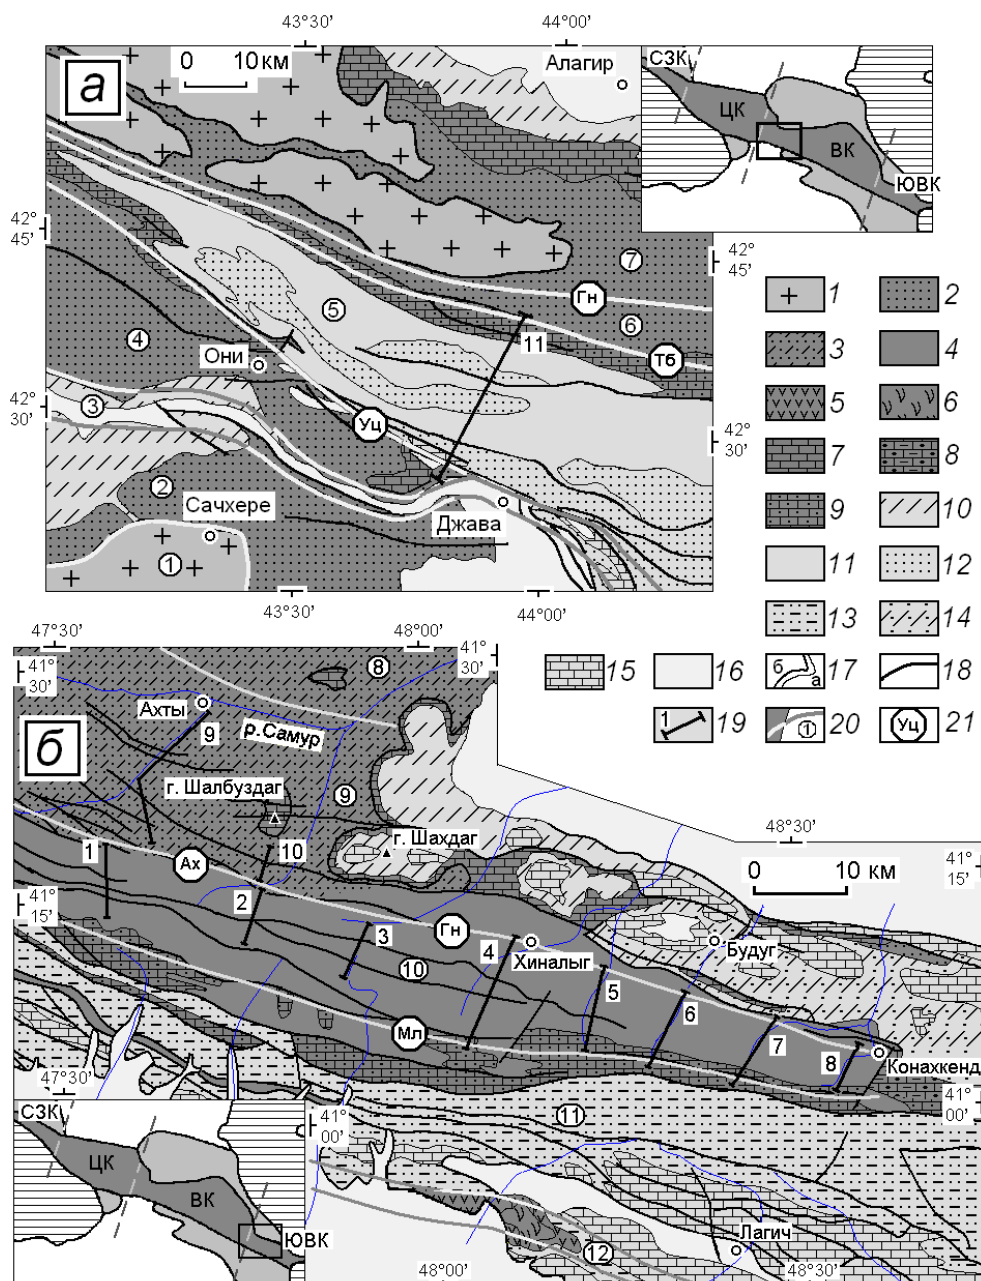 43°30′
44°00′
а
0 10 км
Алагир
СЗК
ЦК
ВК
ЮВК
42°
45′
42°
45′
7
Гн
6
5
11
Тб
4
Они
3
42°
30′
Уц
42°
30′
2
Сачхере
Джава
1
43°30′
44°00′
1
2
3
4
5
6
7
8
9
10
11
12
13
14
15
16
б
а
17
18
1
19
1
20
Уц
21
47°30′
48°00′
41°
30′
41°
30′
8
Ахты
9
р.Самур
б
г. Шалбуздаг
9
г. Шахдаг
48°30′
0 10 км
41°
15′
1
Ах
10
2
41°
15′
3
Гн
4
Хиналыг
Будуг
10
5
6
Мл
7
8
Конахкенд
47°30′
41°
00′
11
41°
00′
СЗК
ЦК
ВК
ЮВК
Лагич
12
48°00′
48°30′